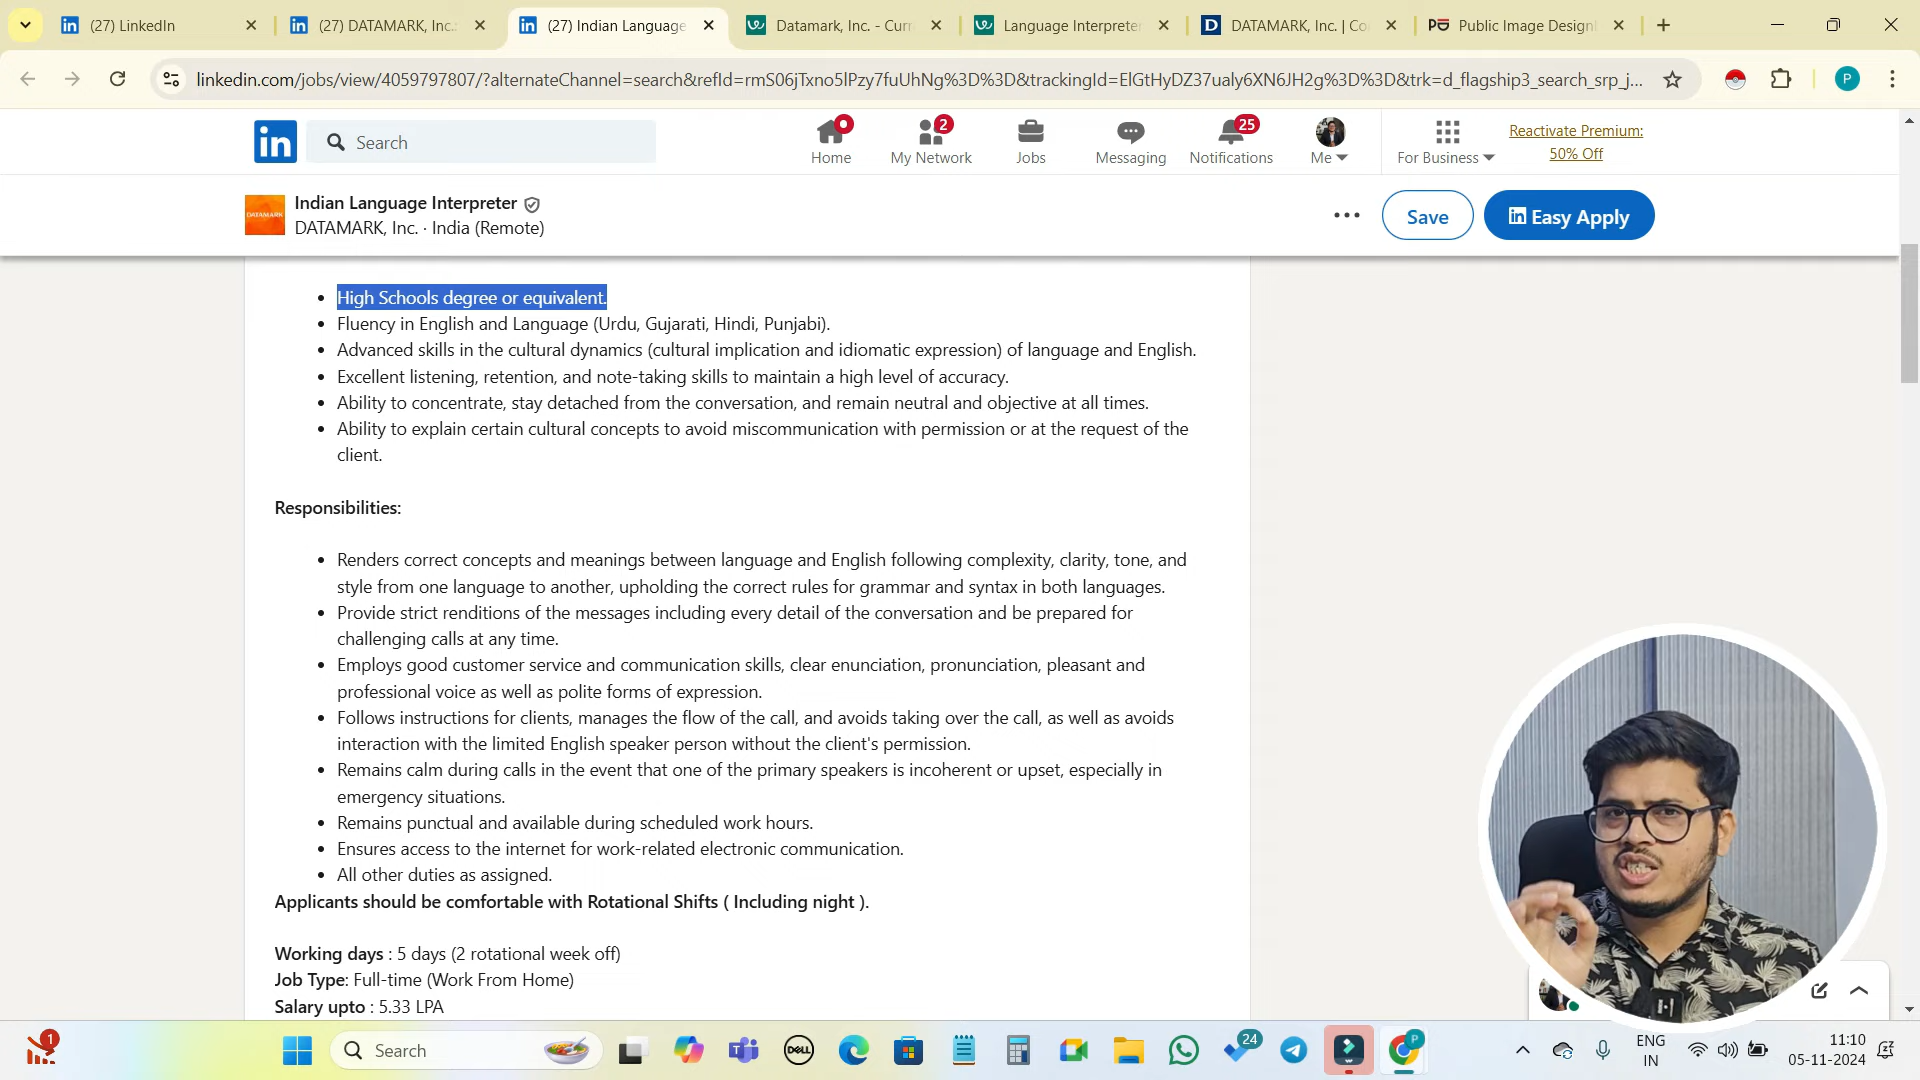 (27) LinkedIn
(27) DATAMARK, Inc.:
(27) Indian Language
Datamark, Inc. - Curr
Language Interpreter
DATAMARK, Inc. | Co
Public Image Design
linkedin.com/jobs/view/4059797807/?alternateChannel=search&refId=rmS06jTxno5lPzy7fuUhNg%3D%3D&trackingId=ElGtHyDZ37ualy6XN6JH2g%3D%3D&trk=d_flagship3_search_srp_j...
P
in
Search
Home
2
My Network
Jobs
Messaging
25
Notifications
Me
For Business
Reactivate Premium:
50% Off
DATAMARK
Indian Language Interpreter
DATAMARK, Inc. · India (Remote)
Save
in Easy Apply
• High Schools degree or equivalent.
• Fluency in English and Language (Urdu, Gujarati, Hindi, Punjabi).
• Advanced skills in the cultural dynamics (cultural implication and idiomatic expression) of language and English.
• Excellent listening, retention, and note-taking skills to maintain a high level of accuracy.
• Ability to concentrate, stay detached from the conversation, and remain neutral and objective at all times.
• Ability to explain certain cultural concepts to avoid miscommunication with permission or at the request of the
client.
Responsibilities:
• Renders correct concepts and meanings between language and English following complexity, clarity, tone, and
style from one language to another, upholding the correct rules for grammar and syntax in both languages.
• Provide strict renditions of the messages including every detail of the conversation and be prepared for
challenging calls at any time.
• Employs good customer service and communication skills, clear enunciation, pronunciation, pleasant and
professional voice as well as polite forms of expression.
• Follows instructions for clients, manages the flow of the call, and avoids taking over the call, as well as avoids
interaction with the limited English speaker person without the client's permission.
• Remains calm during calls in the event that one of the primary speakers is incoherent or upset, especially in
emergency situations.
• Remains punctual and available during scheduled work hours.
• Ensures access to the internet for work-related electronic communication.
• All other duties as assigned.
Applicants should be comfortable with Rotational Shifts ( Including night ).
Working days : 5 days (2 rotational week off)
Job Type: Full-time (Work From Home)
Salary upto : 5.33 LPA
1
Search
DELL
24
P
ENG
IN
11:10
05-11-2024